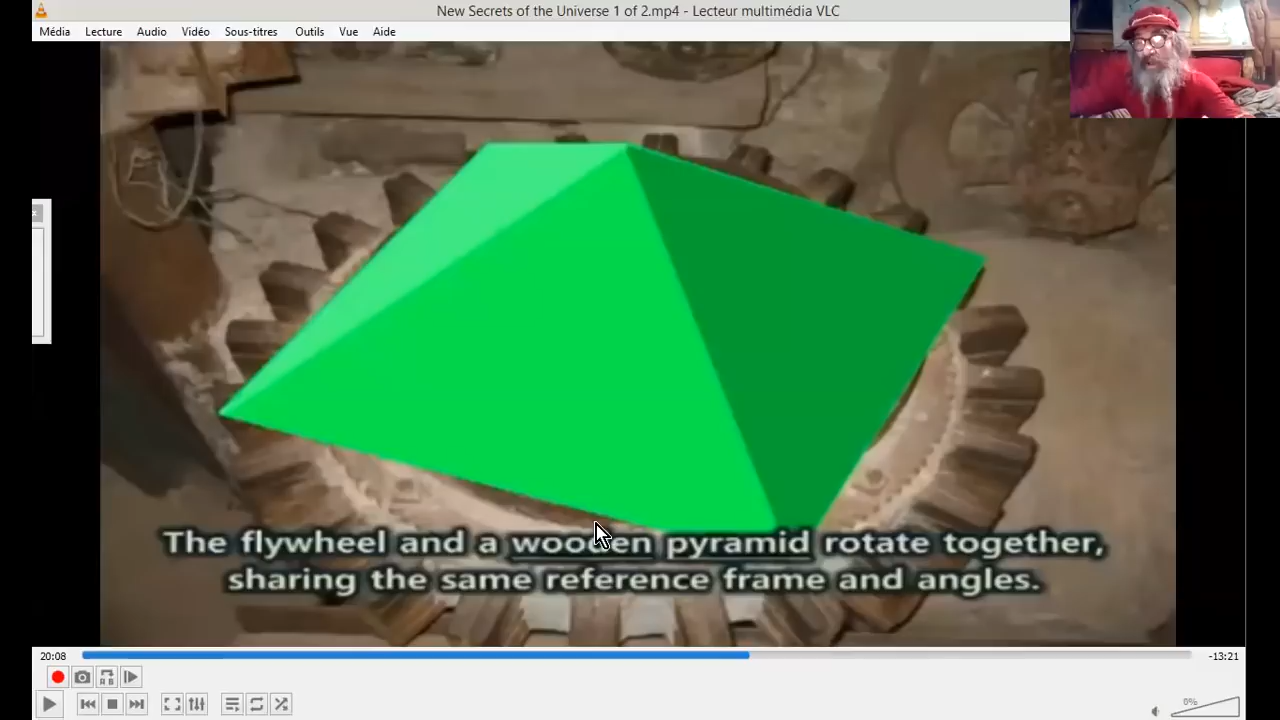 New Secrets of the Universe 1 of 2.mp4 - Lecteur multimédia VLC
Média Lecture Audio Vidéo Sous-titres Outils Vue Aide
The flywheel and a wooden pyramid rotate together,
sharing the same reference frame and angles.
20:08 -13:21
0%